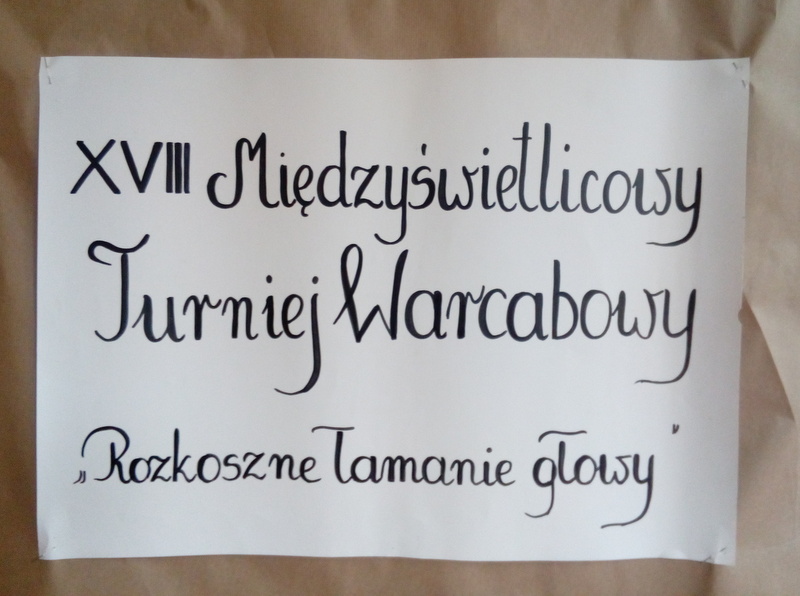 XVIII Międzyświetlicowy
Turniej Warcabowy
„Rozkoszne łamanie głowy”